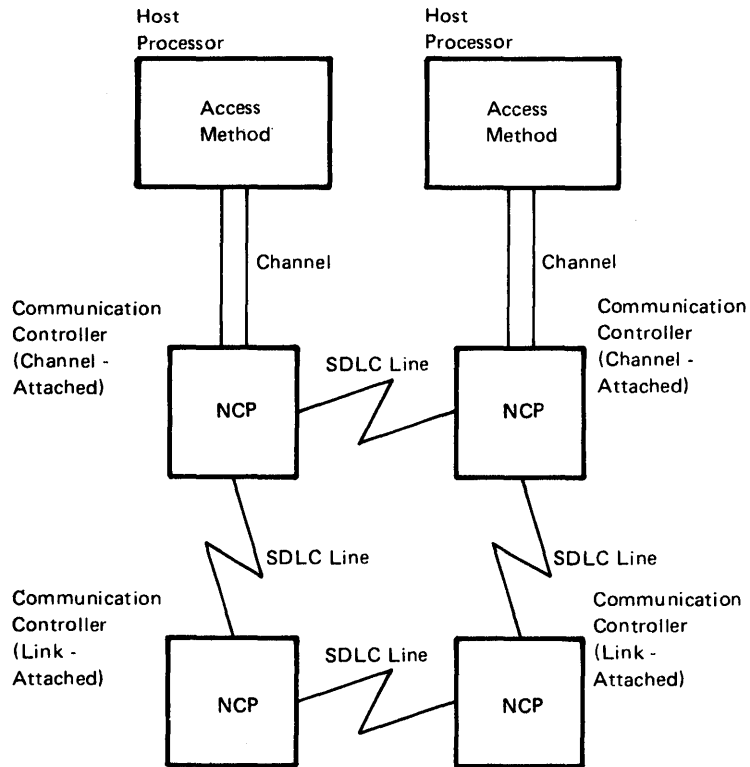 Host
Processor
Host
Processor
Access
Method
Access
Method
Channel
Channel
Communication
Controller
(Channel -
Attached)
Communication
Controller
(Channel -
Attached)
SDLC Line
NCP
NCP
SDLC Line
SDLC Line
Communication
Controller
(Link -
Attached)
Communication
Controller
(Link -
Attached)
SDLC Line
NCP
NCP